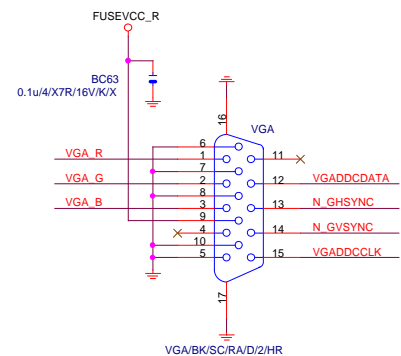 FUSEVCC_R
BC63
0.1u/4/X7R/16V/K/X
16
VGA
6
VGA_R
1
11
7
VGA_G
2
12
VGADDCDATA
8
VGA_B
3
13
N_GHSYNC
9
4
14
N_GVSYNC
10
5
15
VGADDCCLK
17
VGA/BK/SC/RA/D/2/HR